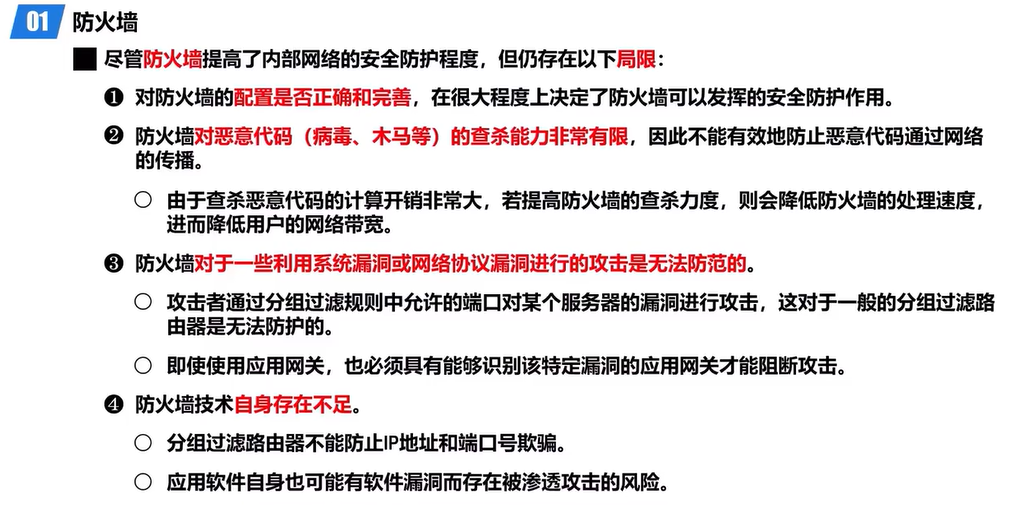 01 防火墙
尽管防火墙提高了内部网络的安全防护程度，但仍存在以下局限：
❶ 对防火墙的配置是否正确和完善，在很大程度上决定了防火墙可以发挥的安全防护作用。
❷ 防火墙对恶意代码（病毒、木马等）的查杀能力非常有限，因此不能有效地防止恶意代码通过网络
的传播。
由于查杀恶意代码的计算开销非常大，若提高防火墙的查杀力度，则会降低防火墙的处理速度，
进而降低用户的网络带宽。
❸ 防火墙对于一些利用系统漏洞或网络协议漏洞进行的攻击是无法防范的。
攻击者通过分组过滤规则中允许的端口对某个服务器的漏洞进行攻击，这对于一般的分组过滤路
由器是无法防护的。
即使使用应用网关，也必须具有能够识别该特定漏洞的应用网关才能阻断攻击。
❹ 防火墙技术自身存在不足。
分组过滤路由器不能防止IP地址和端口号欺骗。
应用软件自身也可能有软件漏洞而存在被渗透攻击的风险。